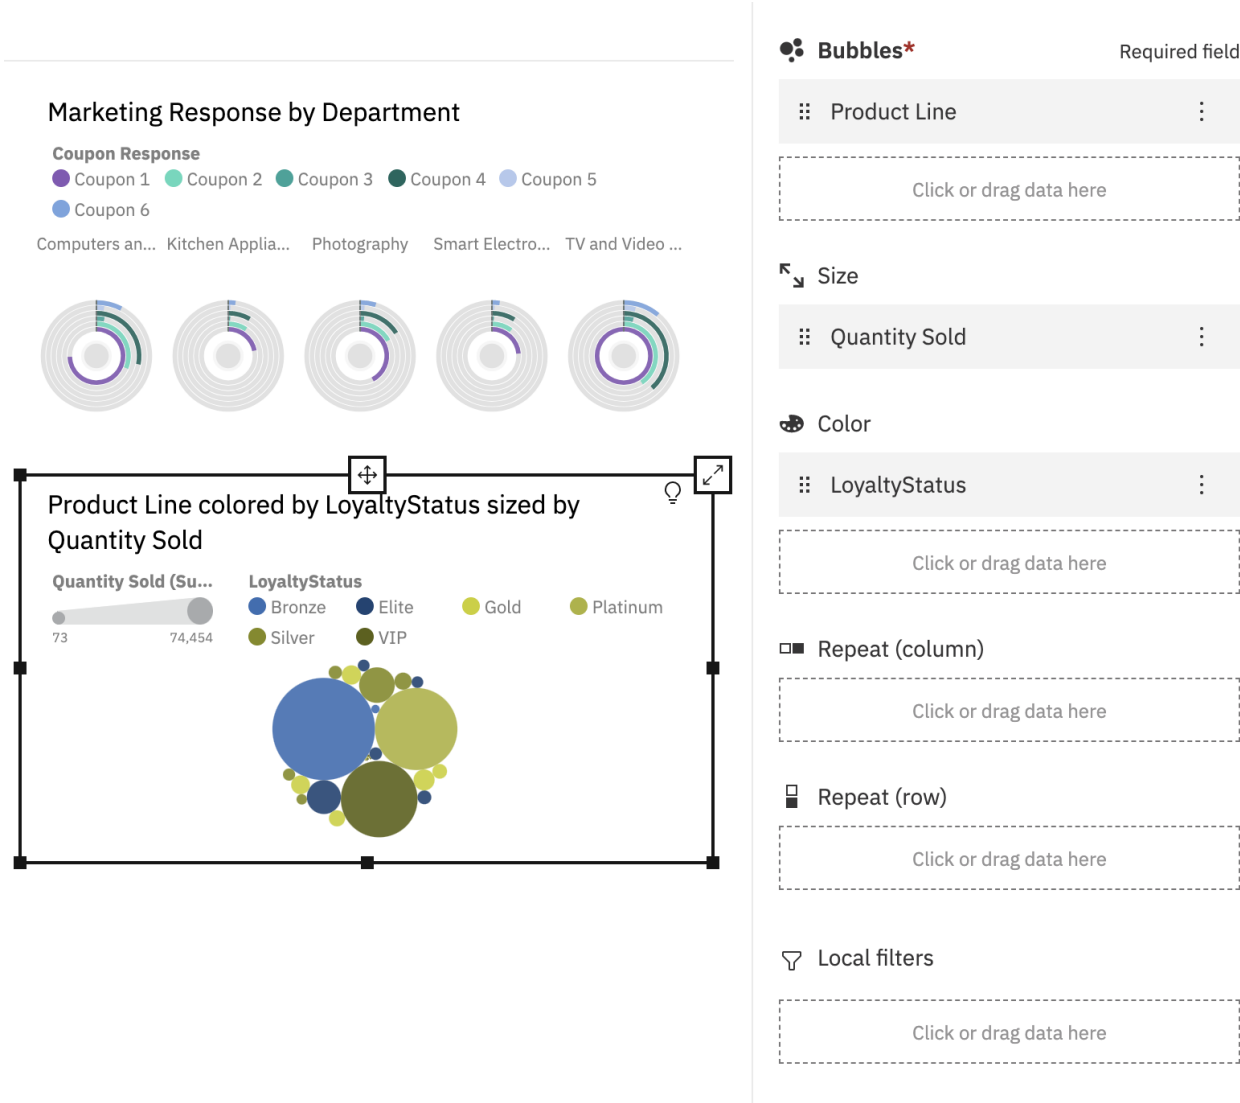 Marketing Response by Department
Coupon Response
Coupon 1 Coupon 2 Coupon 3 Coupon 4 Coupon 5
Coupon 6
Computers an... Kitchen Applia... Photography Smart Electro... TV and Video ...
Product Line colored by LoyaltyStatus sized by
Quantity Sold
Quantity Sold (Su... LoyaltyStatus
Bronze Elite Gold Platinum
73 74,454
Silver VIP
Bubbles* Required field
Product Line
Click or drag data here
Size
Quantity Sold
Color
LoyaltyStatus
Click or drag data here
Repeat (column)
Click or drag data here
Repeat (row)
Click or drag data here
Local filters
Click or drag data here